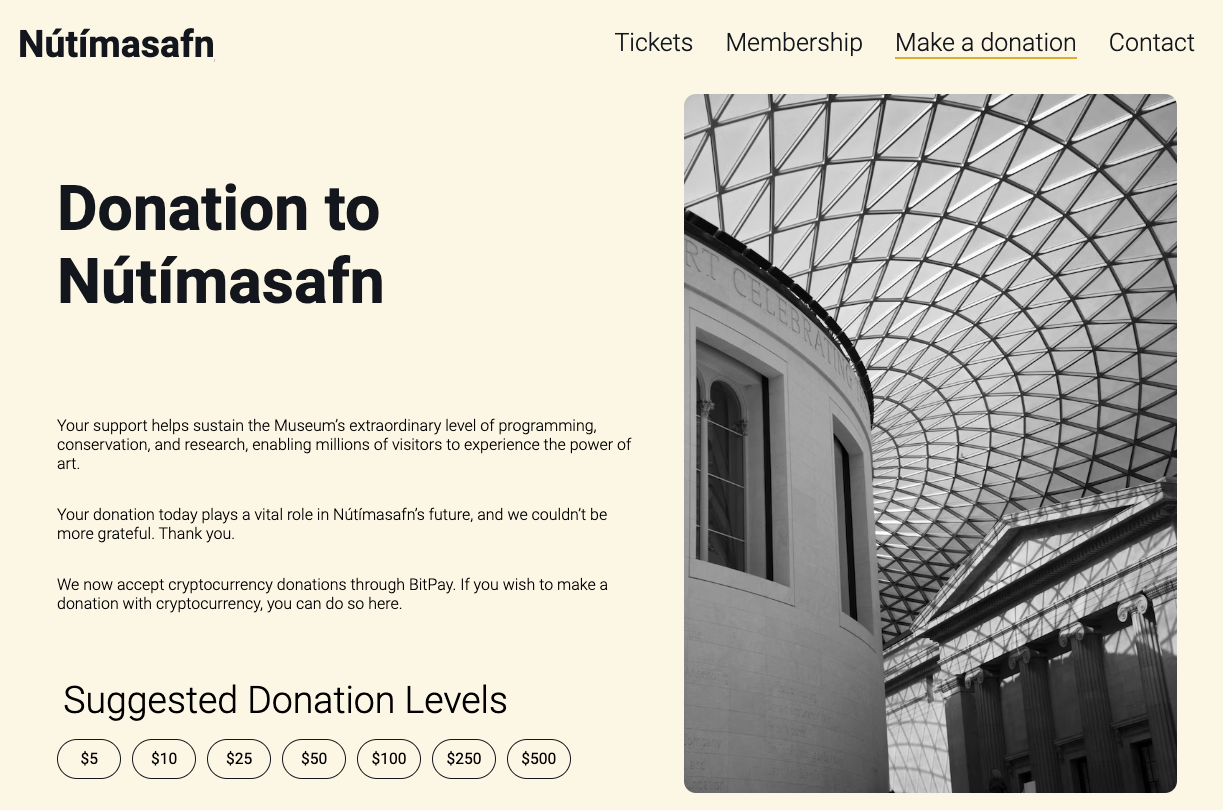 Nútímasafn
Tickets
Membership
Make a donation
Contact
Donation to
Nútímasafn
Your support helps sustain the Museum’s extraordinary level of programming,
conservation, and research, enabling millions of visitors to experience the power of
art.
Your donation today plays a vital role in Nútímasafn’s future, and we couldn’t be
more grateful. Thank you.
We now accept cryptocurrency donations through BitPay. If you wish to make a
donation with cryptocurrency, you can do so here.
Suggested Donation Levels
$5
$10
$25
$50
$100
$250
$500
RT CELEBRATING